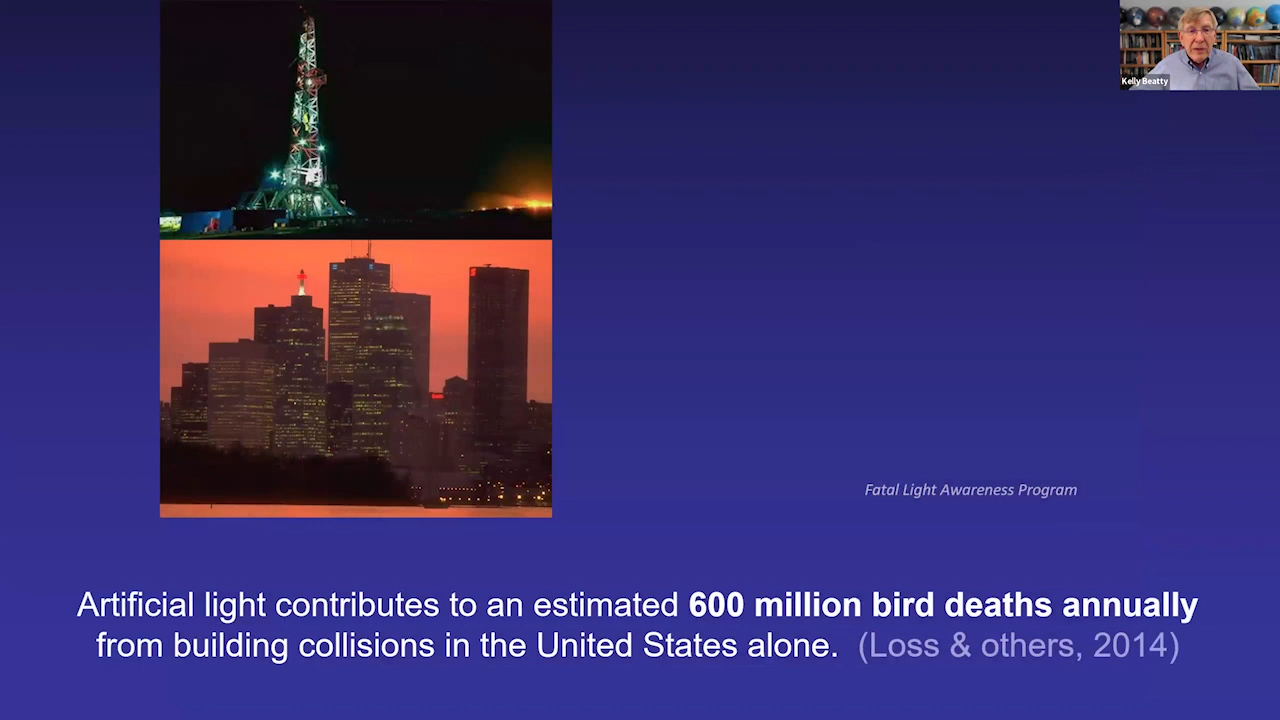 Kelly Beatty
Fatal Light Awareness Program
Artificial light contributes to an estimated 600 million bird deaths annually
from building collisions in the United States alone. (Loss & others, 2014)